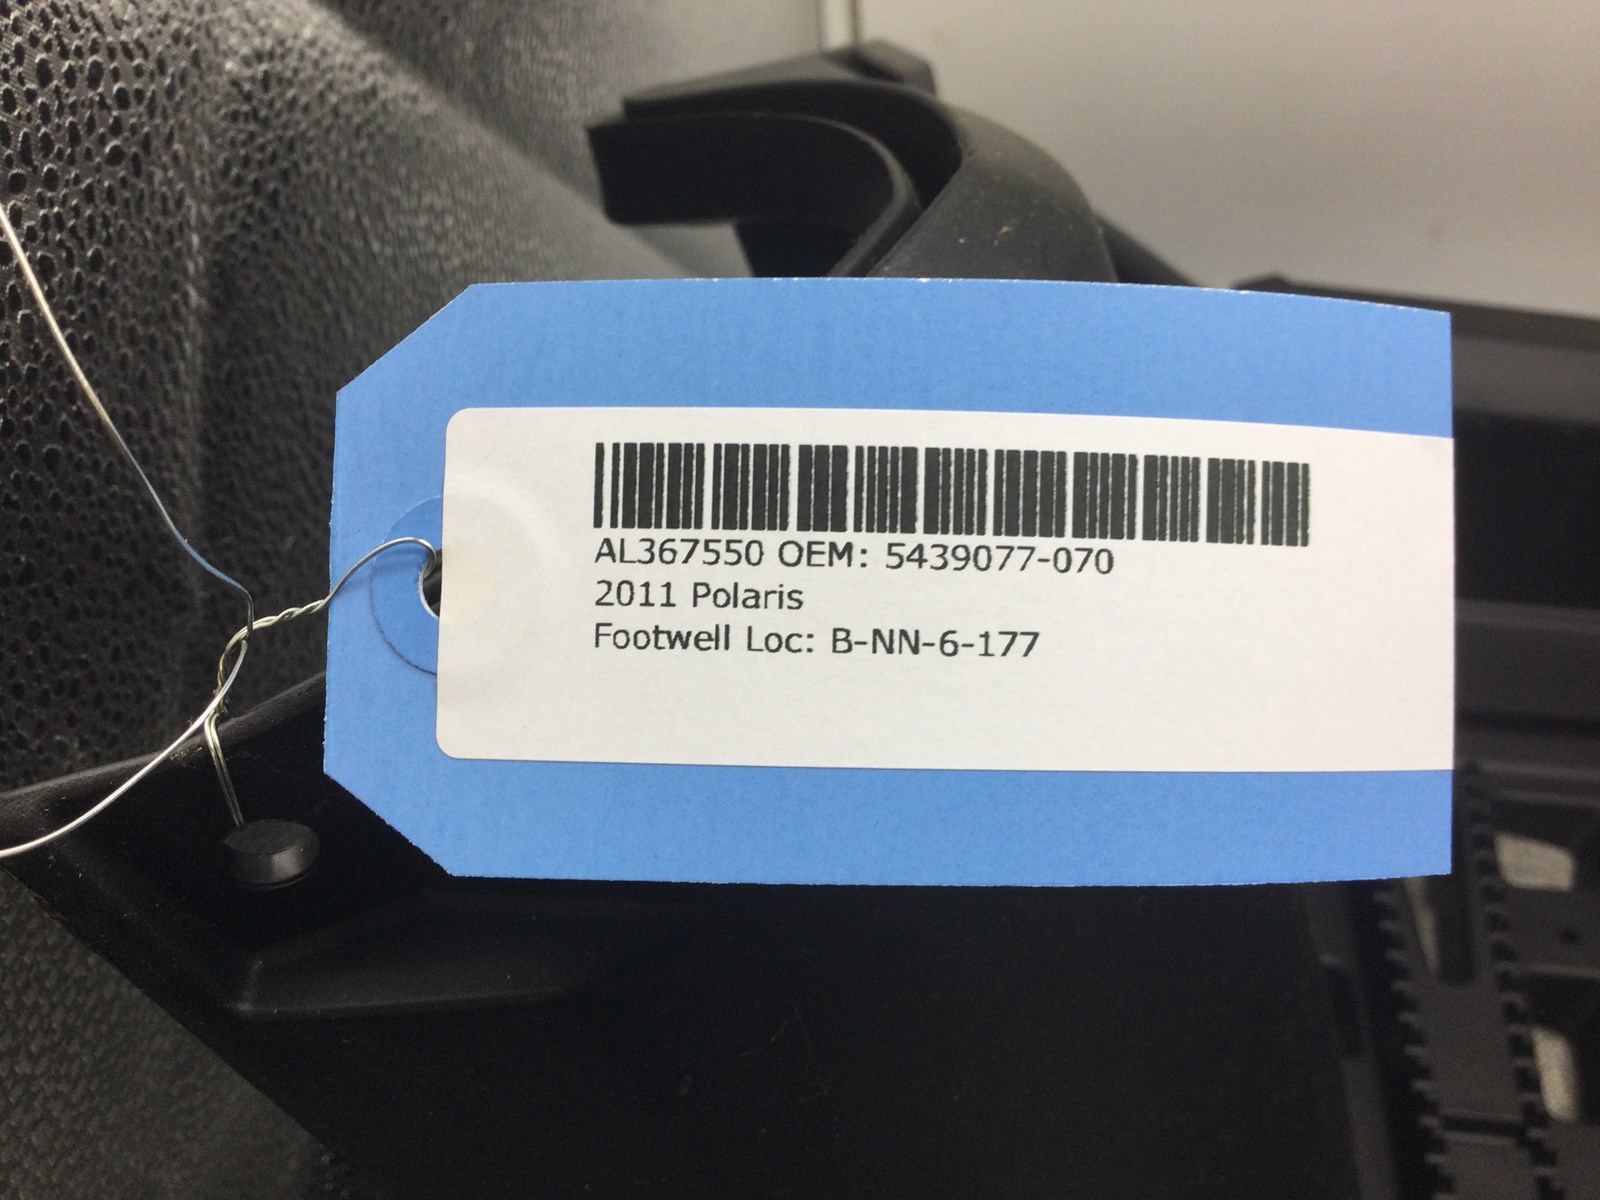 AL367550 OEM: 5439077-070
2011 Polaris
Footwell Loc: B-NN-6-177